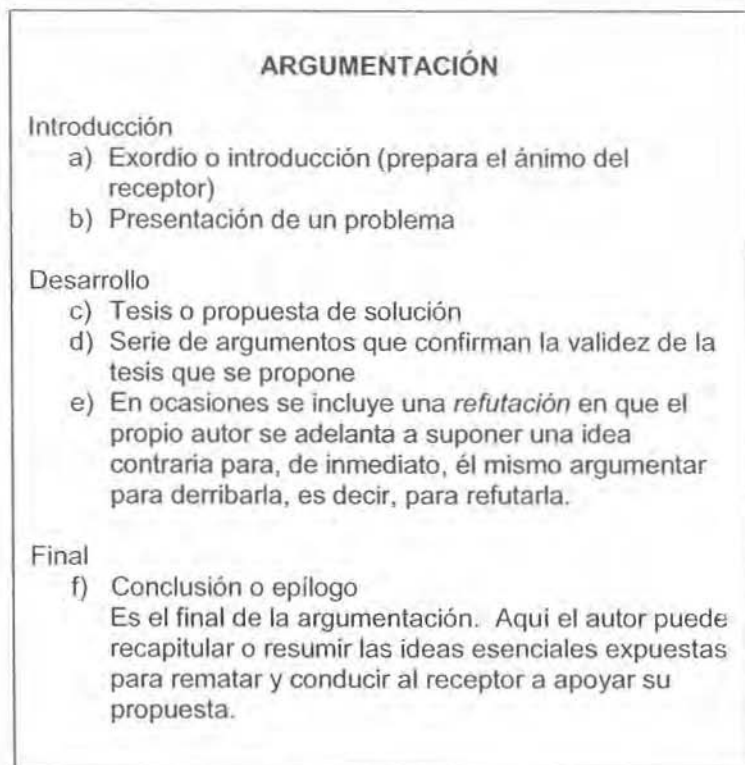 ARGUMENTACIÓN
Introducción
a) Exordio o introducción (prepara el ánimo del
receptor)
b) Presentación de un problema
Desarrollo
c) Tesis o propuesta de solución
d) Serie de argumentos que confirman la validez de la
tesis que se propone
e) En ocasiones se incluye una refutación en que el
propio autor se adelanta a suponer una idea
contraria para, de inmediato, él mismo argumentar
para derribarla, es decir, para refutarla.
Final
f) Conclusión o epílogo
Es el final de la argumentación. Aquí el autor puede
recapitular o resumir las ideas esenciales expuestas
para rematar y conducir al receptor a apoyar su
propuesta.